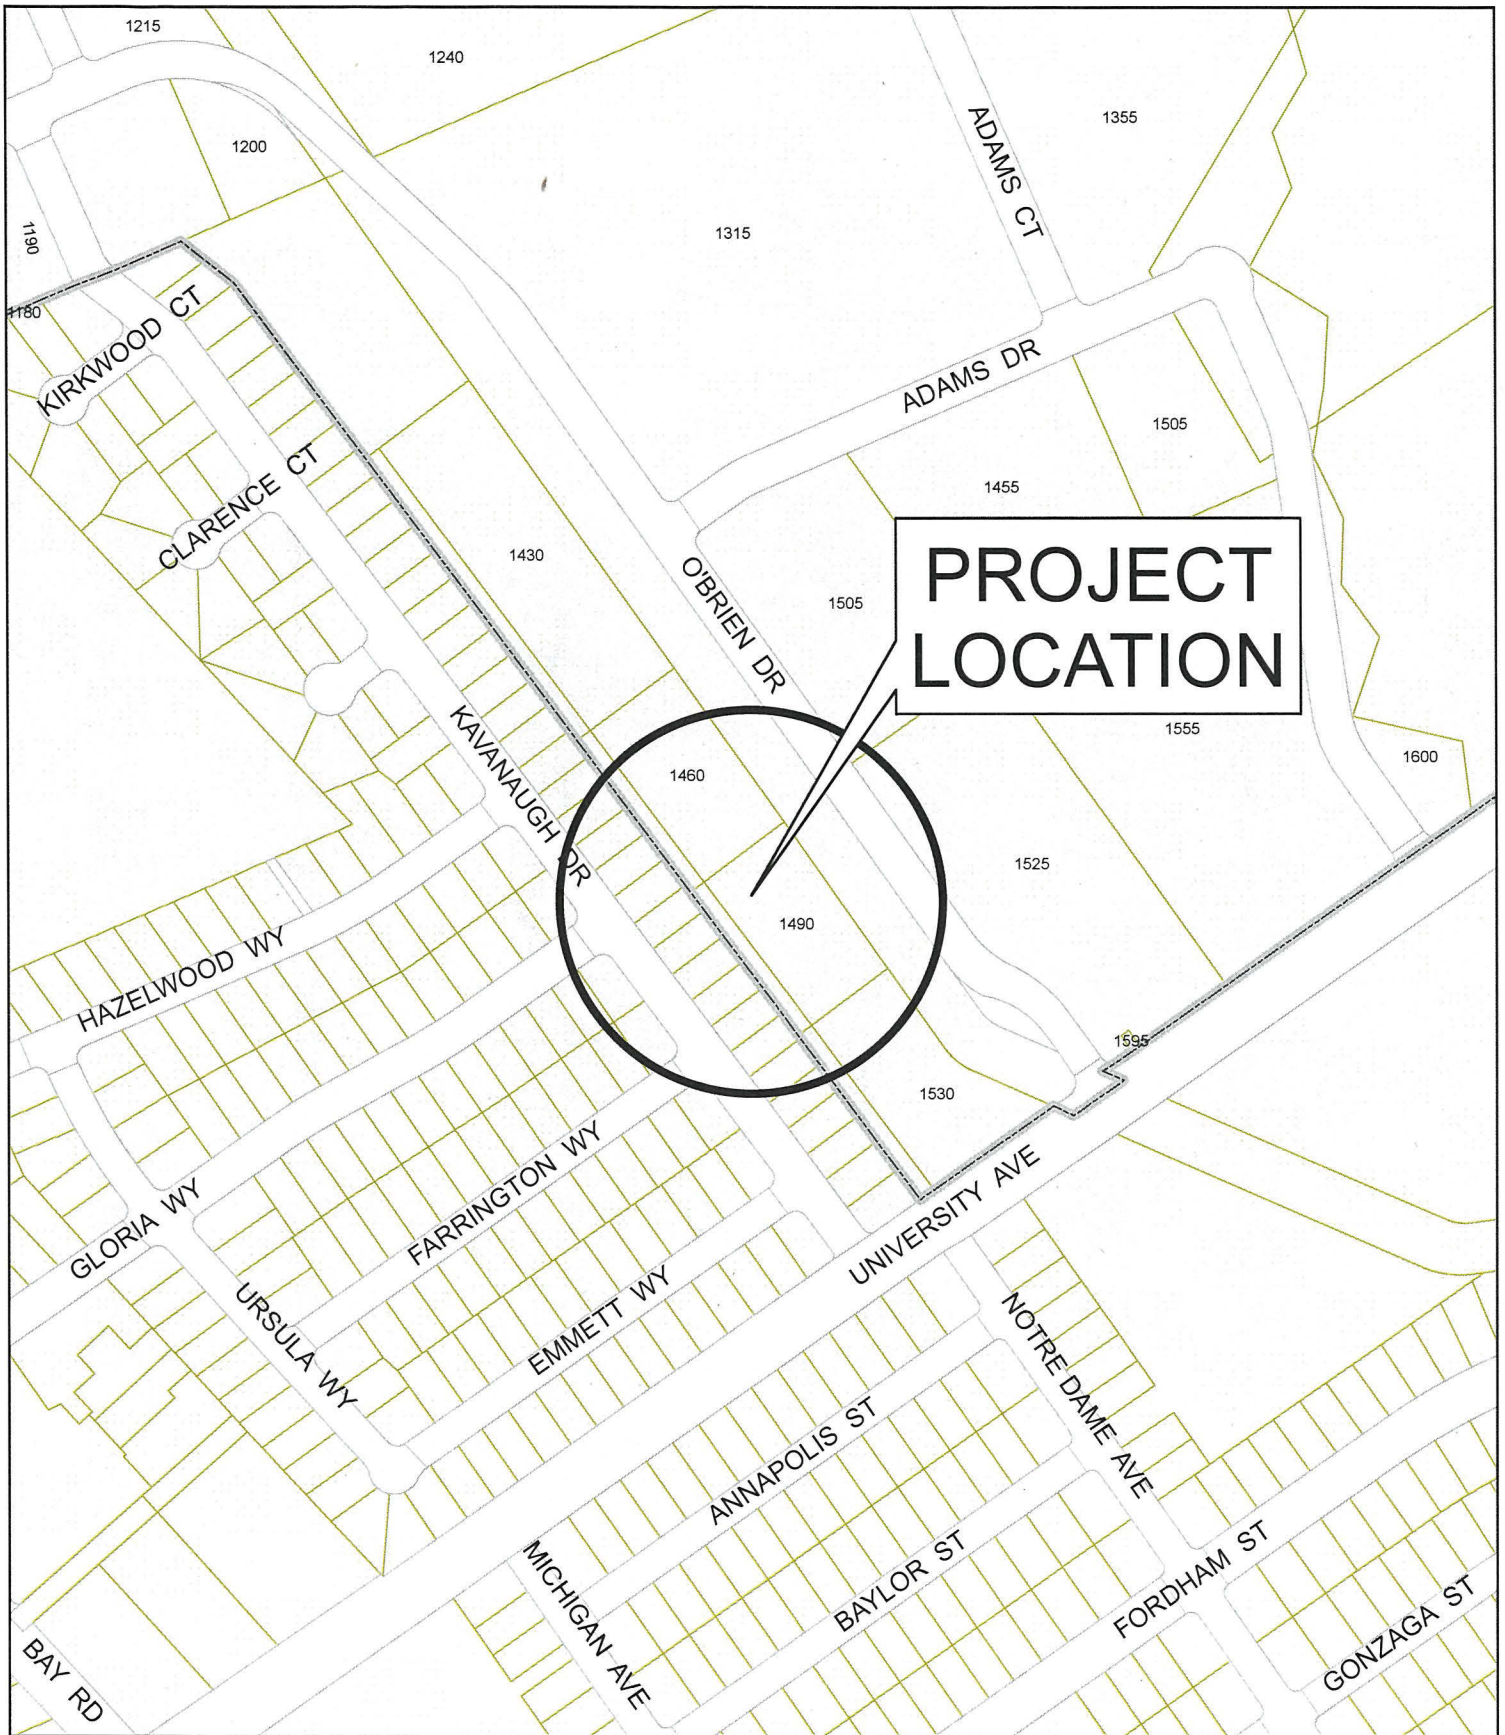 1215
1240
1200
1355
ADAMS CT
1190
1315
1180
KIRKWOOD CT
ADAMS DR
1505
CLARENCE CT
1455
1430
PROJECT
LOCATION
O'BRIEN DR
1505
KAVANAUGH DR
1460
1555
1600
1525
1490
HAZELWOOD WY
1595
1530
GLORIA WY
FARRINGTON WY
UNIVERSITY AVE
URSULA WY
EMMETT WY
NOTRE DAME AVE
ANNAPOLIS ST
MICHIGAN AVE
BAYLOR ST
FORDHAM ST
GONZAGA ST
BAY RD